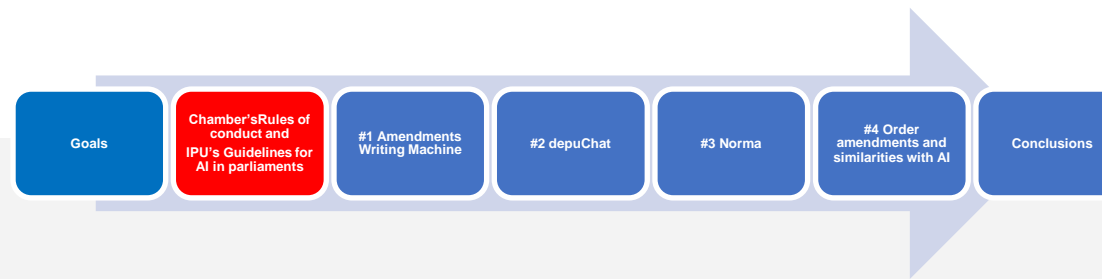 Goals
Chamber'sRules of
conduct and
IPU's Guidelines for
AI in parliaments
#1 Amendments
Writing Machine
#2 depuChat
#3 Norma
#4 Order
amendments and
similarities with AI
Conclusions